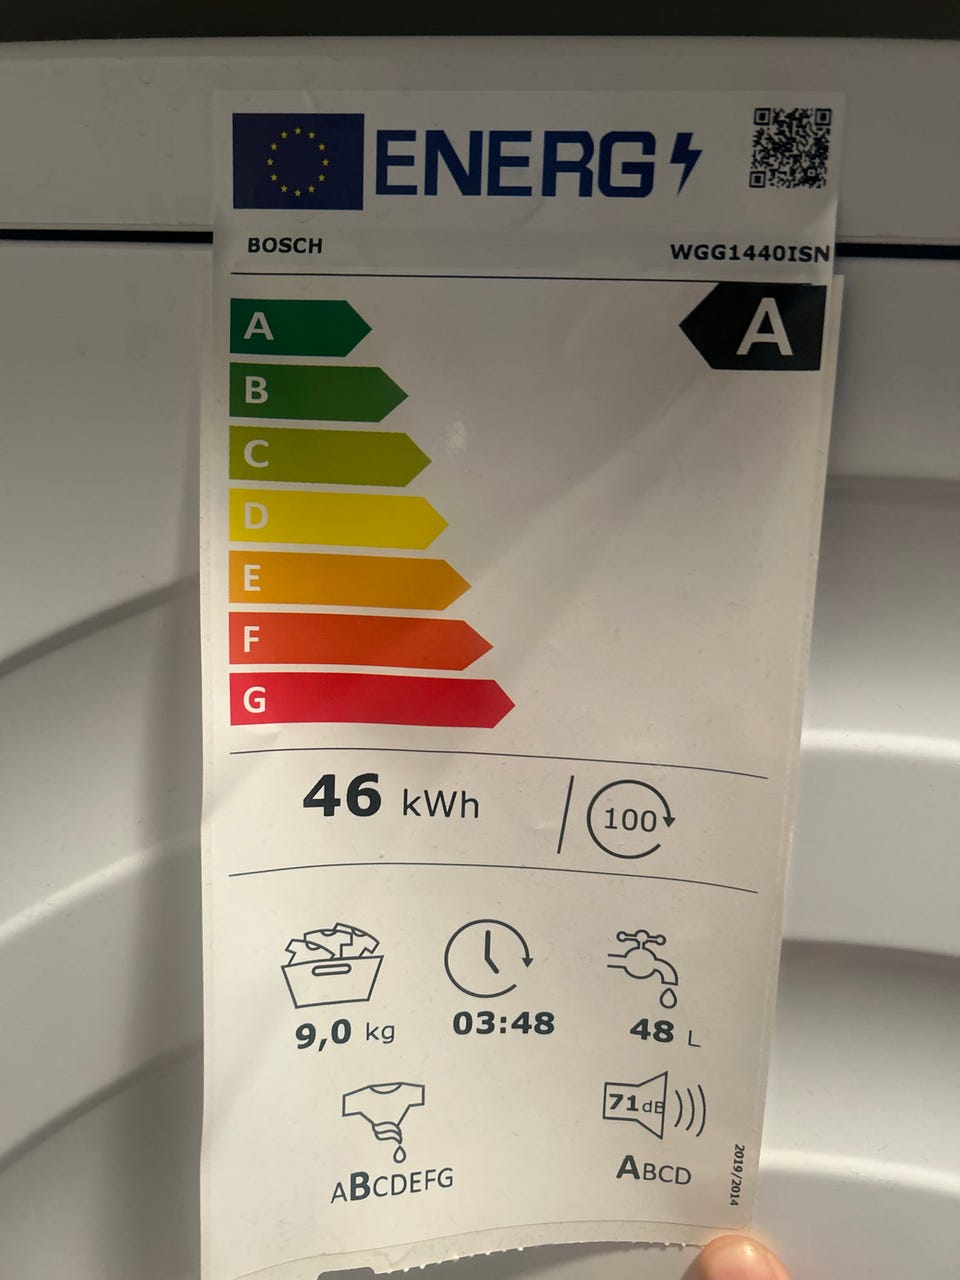 ENERG
BOSCH WGG1440ISN
A A
B
C
D
E
F
G
46 kWh 100
9,0 kg 03:48 48 L
71dB
ABCDEFG ABCD
2019/2014